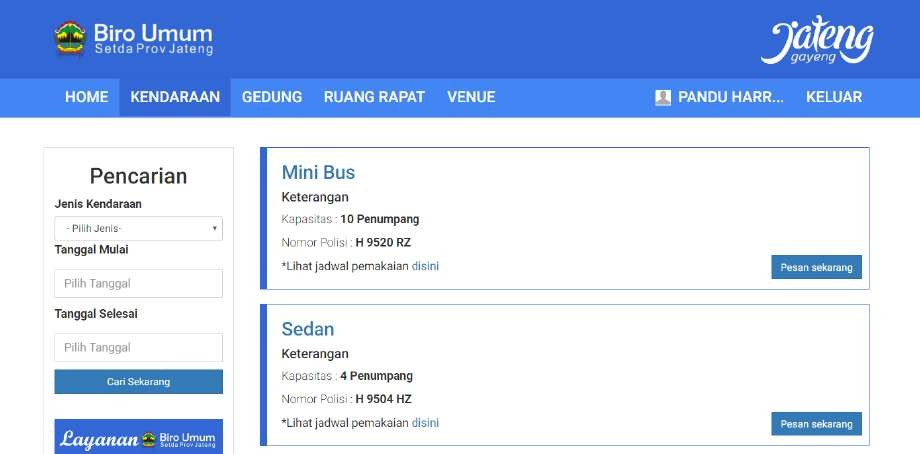 Biro Umum
Setda Prov Jateng
Jateng
gayeng
HOME KENDARAAN GEDUNG RUANG RAPAT VENUE PANDU HARR... KELUAR
Pencarian
Jenis Kendaraan
- Pilih Jenis-
Tanggal Mulai
Pilih Tanggal
Tanggal Selesai
Pilih Tanggal
Cari Sekarang
Layanan Biro Umum
Setda Prov Jateng
Mini Bus
Keterangan
Kapasitas : 10 Penumpang
Nomor Polisi : H 9520 RZ
*Lihat jadwal pemakaian disini
Pesan sekarang
Sedan
Keterangan
Kapasitas : 4 Penumpang
Nomor Polisi : H 9504 HZ
*Lihat jadwal pemakaian disini
Pesan sekarang